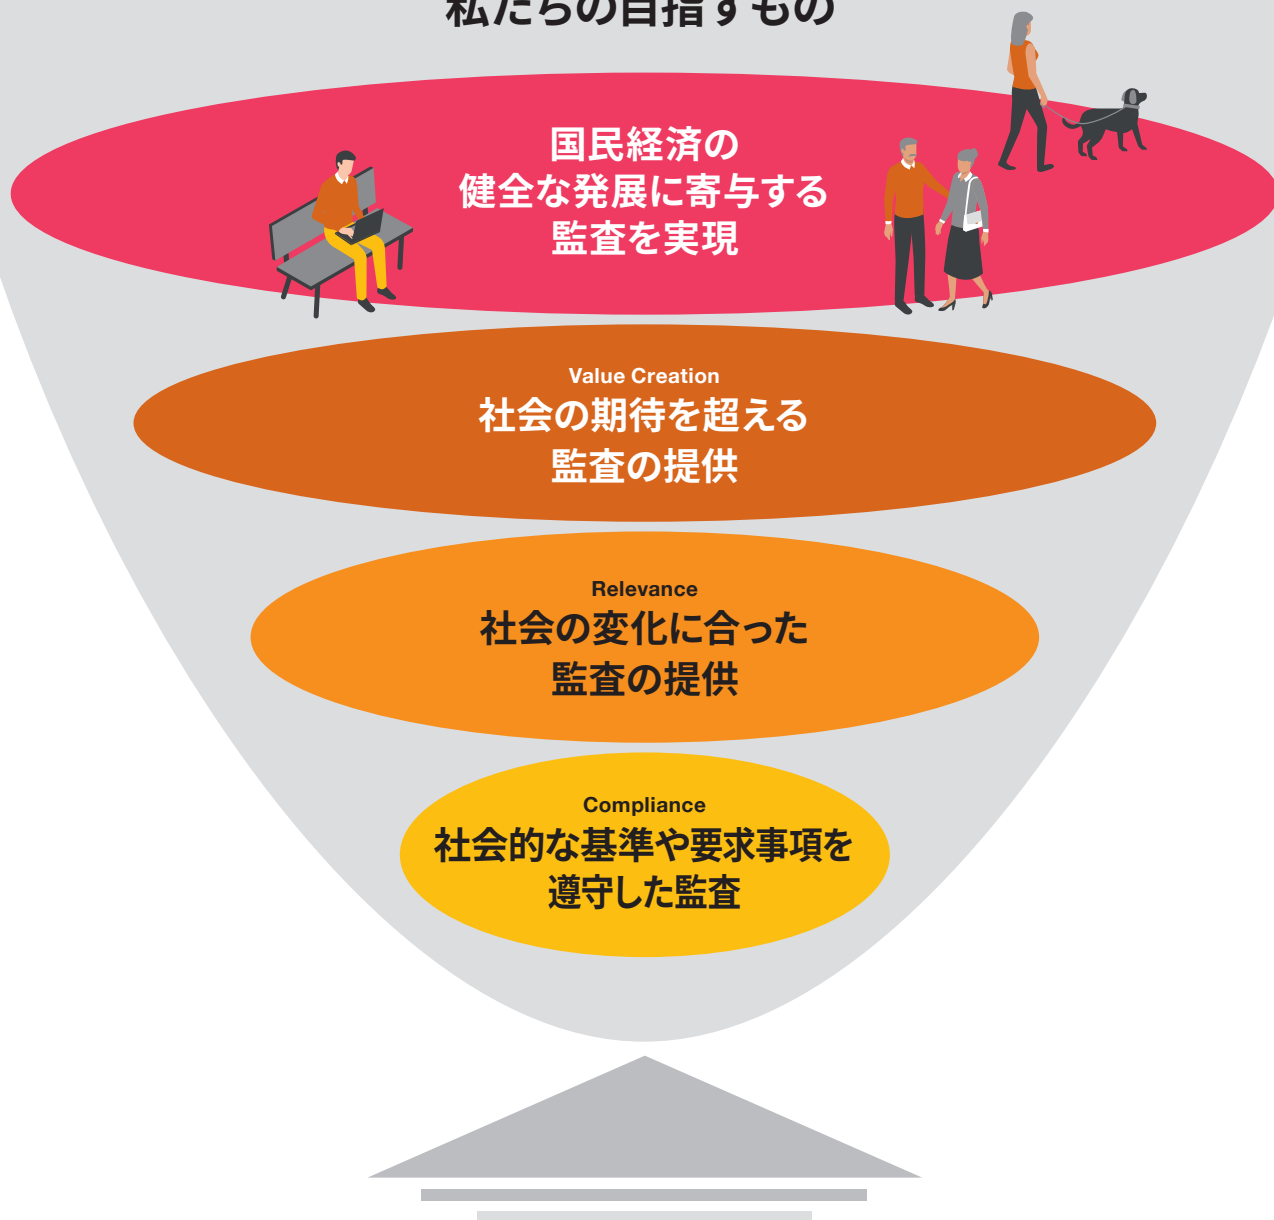 私たちの目指すもの
国民経済の
健全な発展に寄与する
監査を実現
Value Creation
社会の期待を超える
監査の提供
Relevance
社会の変化に合った
監査の提供
Compliance
社会的な基準や要求事項を
遵守した監査